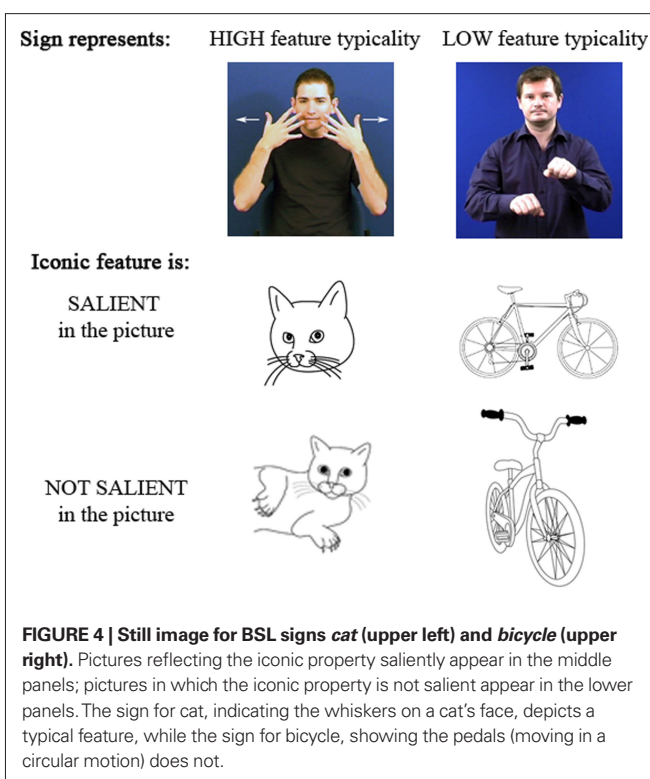 Sign represents: HIGH feature typicality LOW feature typicality
Iconic feature is:
SALIENT
in the picture
NOT SALIENT
in the picture
FIGURE 4 | Still image for BSL signs cat (upper left) and bicycle (upper
right). Pictures reflecting the iconic property saliently appear in the middle
panels; pictures in which the iconic property is not salient appear in the lower
panels. The sign for cat, indicating the whiskers on a cat's face, depicts a
typical feature, while the sign for bicycle, showing the pedals (moving in a
circular motion) does not.